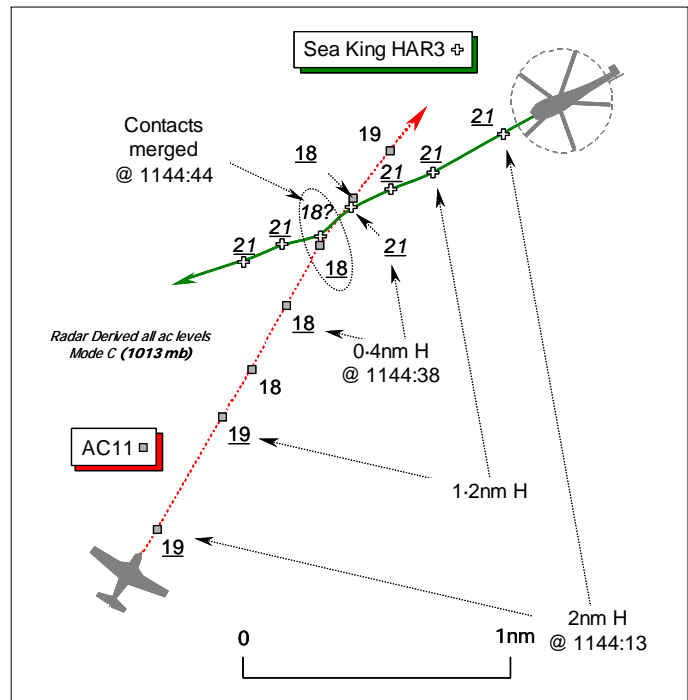 Sea King HAR3
21
19
Contacts
merged
@ 1144:44
18
21
21
18?
21
21
21
18
18
Radar Derived all ac levels
Mode C (1013 mb)
0·4nm H
@ 1144:38
18
19
AC11
1·2nm H
19
2nm H
@ 1144:13
0
1nm